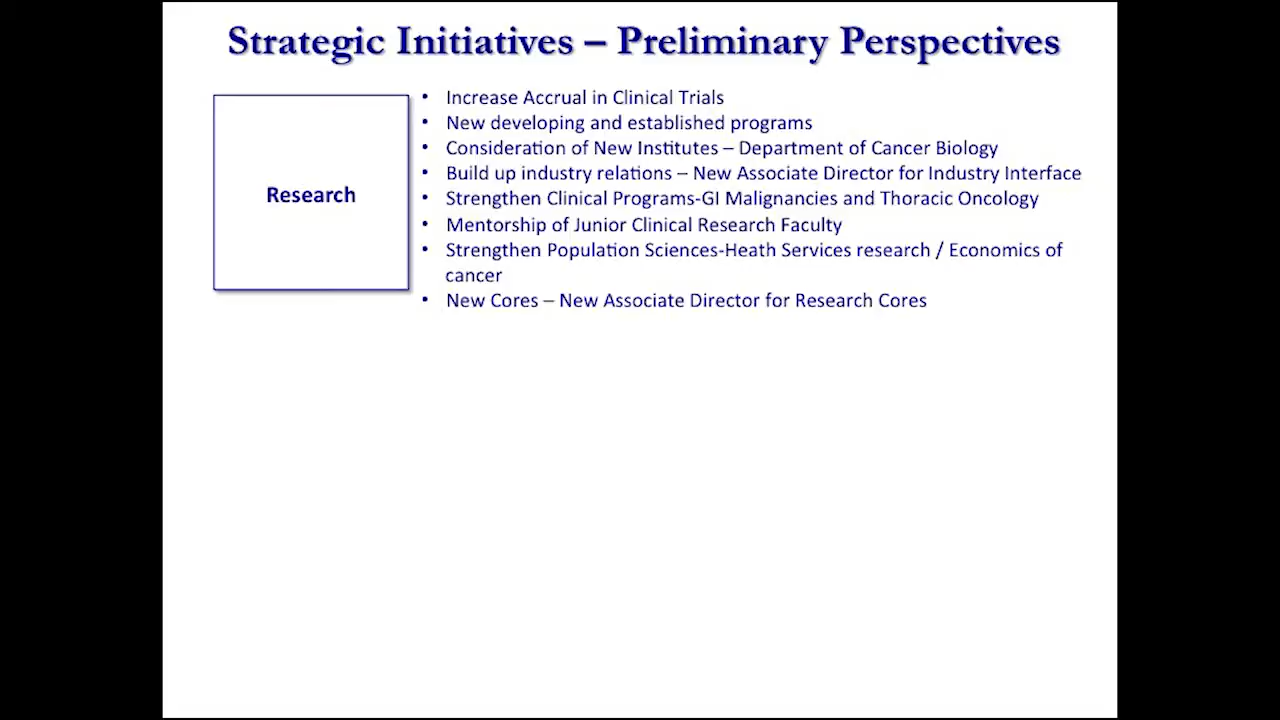 Strategic Initiatives – Preliminary Perspectives
Research
• Increase Accrual in Clinical Trials
• New developing and established programs
• Consideration of New Institutes – Department of Cancer Biology
• Build up industry relations – New Associate Director for Industry Interface
• Strengthen Clinical Programs-GI Malignancies and Thoracic Oncology
• Mentorship of Junior Clinical Research Faculty
• Strengthen Population Sciences-Heath Services research / Economics of
cancer
• New Cores – New Associate Director for Research Cores